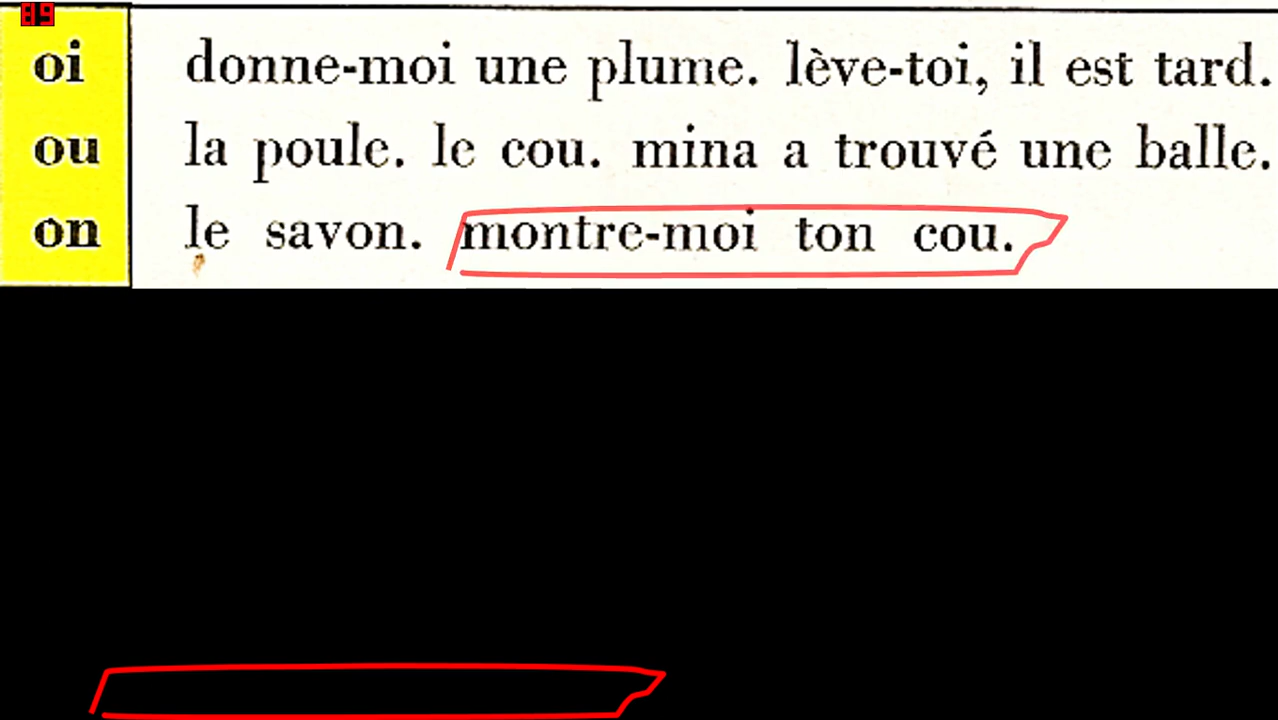 89
oi donne-moi une plume. lève-toi, il est tard.
ou la poule. le cou. mina a trouvé une balle.
on le savon. montre-moi ton cou.